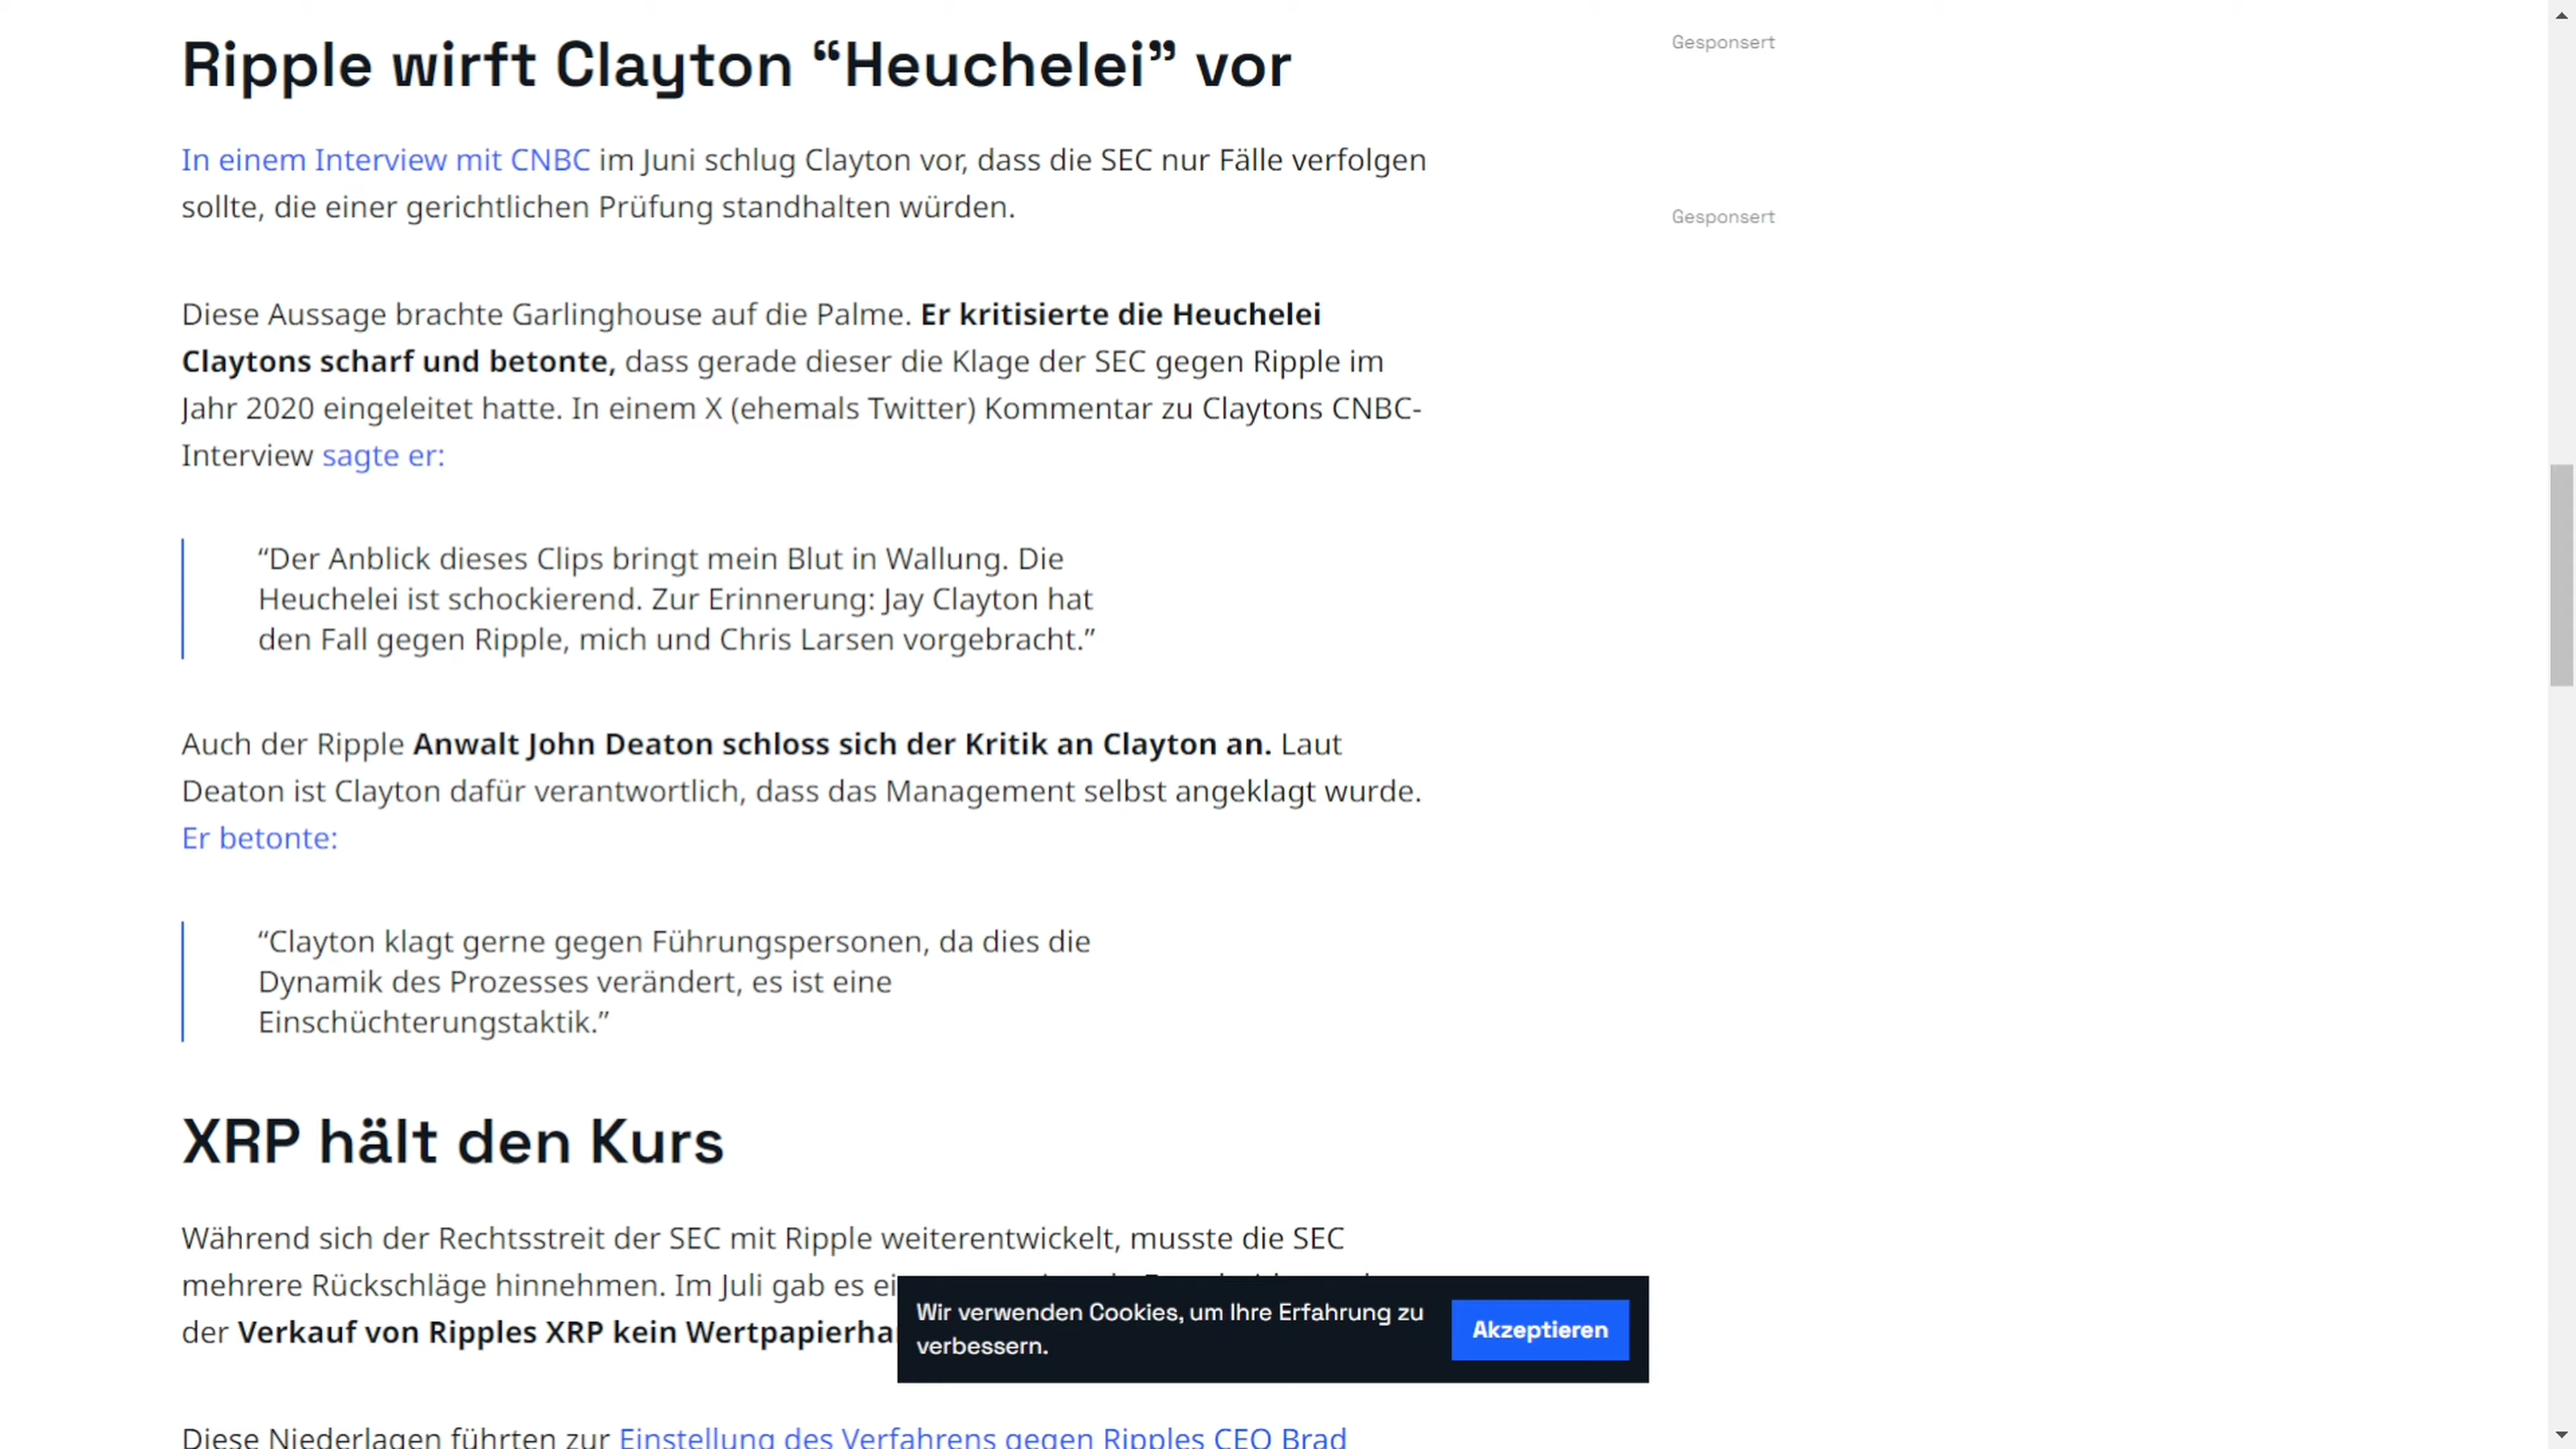 Ripple wirft Clayton “Heuchelei” vor
Gesponsert
In einem Interview mit CNBC im Juni schlug Clayton vor, dass die SEC nur Fälle verfolgen
sollte, die einer gerichtlichen Prüfung standhalten würden.
Gesponsert
Diese Aussage brachte Garlinghouse auf die Palme. Er kritisierte die Heuchelei
Claytons scharf und betonte, dass gerade dieser die Klage der SEC gegen Ripple im
Jahr 2020 eingeleitet hatte. In einem X (ehemals Twitter) Kommentar zu Claytons CNBC-
Interview sagte er:
“Der Anblick dieses Clips bringt mein Blut in Wallung. Die
Heuchelei ist schockierend. Zur Erinnerung: Jay Clayton hat
den Fall gegen Ripple, mich und Chris Larsen vorgebracht.”
Auch der Ripple Anwalt John Deaton schloss sich der Kritik an Clayton an. Laut
Deaton ist Clayton dafür verantwortlich, dass das Management selbst angeklagt wurde.
Er betonte:
“Clayton klagt gerne gegen Führungspersonen, da dies die
Dynamik des Prozesses verändert, es ist eine
Einschüchterungstaktik.”
XRP hält den Kurs
Während sich der Rechtsstreit der SEC mit Ripple weiterentwickelt, musste die SEC
mehrere Rückschläge hinnehmen. Im Juli gab es
der Verkauf von Ripples XRP kein
Wir verwenden Cookies, um Ihre Erfahrung zu
verbessern.
Akzeptieren
Diese Niederlagen führten zur Einstellung des Verfahrens gegen Ripples CEO Brad